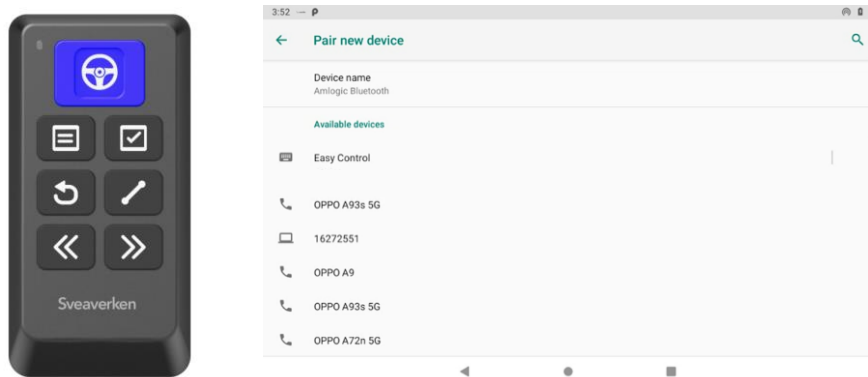 Sveaverken
3:52
Pair new device
Device name
Amlogic Bluetooth
Available devices
Easy Control
OPPO A93s 5G
16272551
OPPO A9
OPPO A93s 5G
OPPO A72n 5G